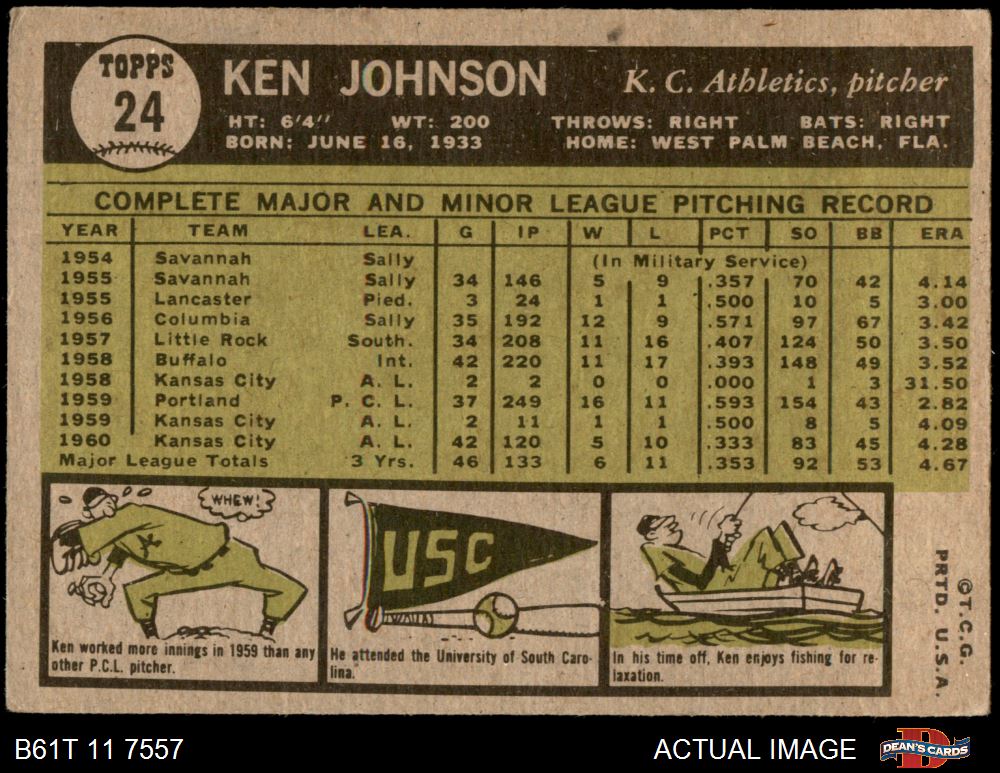 TOPPS
24
KEN JOHNSON
K. C. Athletics, pitcher
HT: 6'4" WT: 200 THROWS: RIGHT BATS: RIGHT
BORN: JUNE 16, 1933 HOME: WEST PALM BEACH, FLA.
COMPLETE MAJOR AND MINOR LEAGUE PITCHING RECORD
YEAR TEAM LEA. G IP W L PCT SO BB ERA
1954 Savannah Sally (In Military Service)
1955 Savannah Sally 34 146 5 9 .357 70 42 4.14
1955 Lancaster Pied. 3 24 1 1 .500 10 5 3.00
1956 Columbia Sally 35 192 12 9 .571 97 67 3.42
1957 Little Rock South. 34 208 11 16 .407 124 50 3.50
1958 Buffalo Int. 42 220 11 17 .393 148 49 3.52
1958 Kansas City A. L. 2 2 0 0 .000 1 3 31.50
1959 Portland P. C. L. 37 249 16 11 .593 154 43 2.82
1959 Kansas City A. L. 2 11 1 1 .500 8 5 4.09
1960 Kansas City A. L. 42 120 5 10 .333 83 45 4.28
Major League Totals 3 Yrs. 46 133 6 11 .353 92 53 4.67
WHEW!
Ken worked more innings in 1959 than any
other P.C.L. pitcher.
USC
He attended the University of South Caro-
lina.
In his time off, Ken enjoys fishing for re-
laxation.
©T.C.G.
PRTD. U.S.A.
B61T 11 7557
ACTUAL IMAGE
DEAN'S CARDS